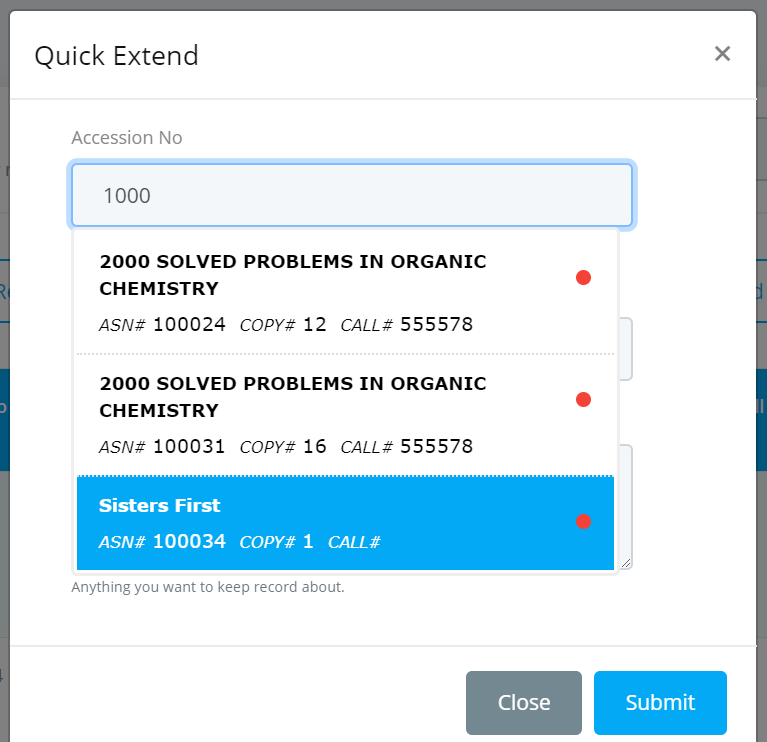 Quick Extend
×
Accession No
1000
2000 SOLVED PROBLEMS IN ORGANIC
CHEMISTRY
ASN# 100024 COPY# 12 CALL# 555578
2000 SOLVED PROBLEMS IN ORGANIC
CHEMISTRY
ASN# 100031 COPY# 16 CALL# 555578
Sisters First
ASN# 100034 COPY# 1 CALL#
Anything you want to keep record about.
Close Submit